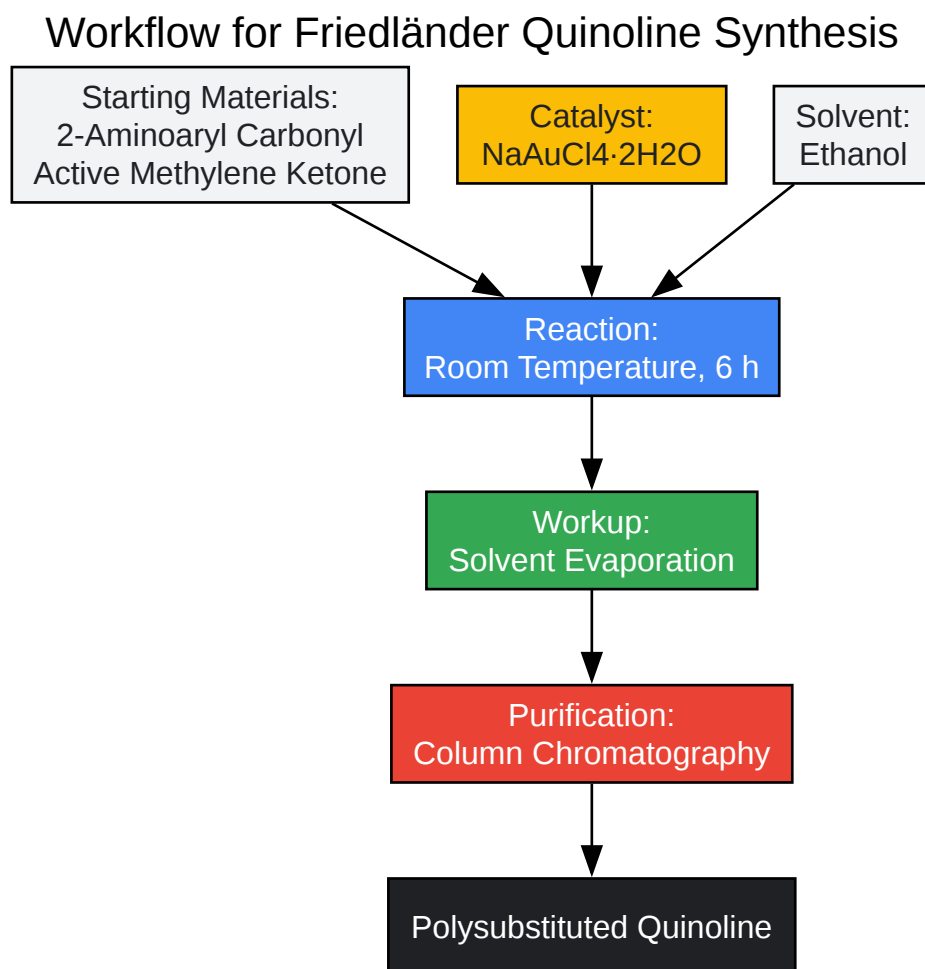 Workflow for Friedländer Quinoline Synthesis
Starting Materials:
2-Aminoaryl Carbonyl
Active Methylene Ketone
Catalyst:
NaAuCl4·2H2O
Solvent:
Ethanol
Reaction:
Room Temperature, 6 h
Workup:
Solvent Evaporation
Purification:
Column Chromatography
Polysubstituted Quinoline